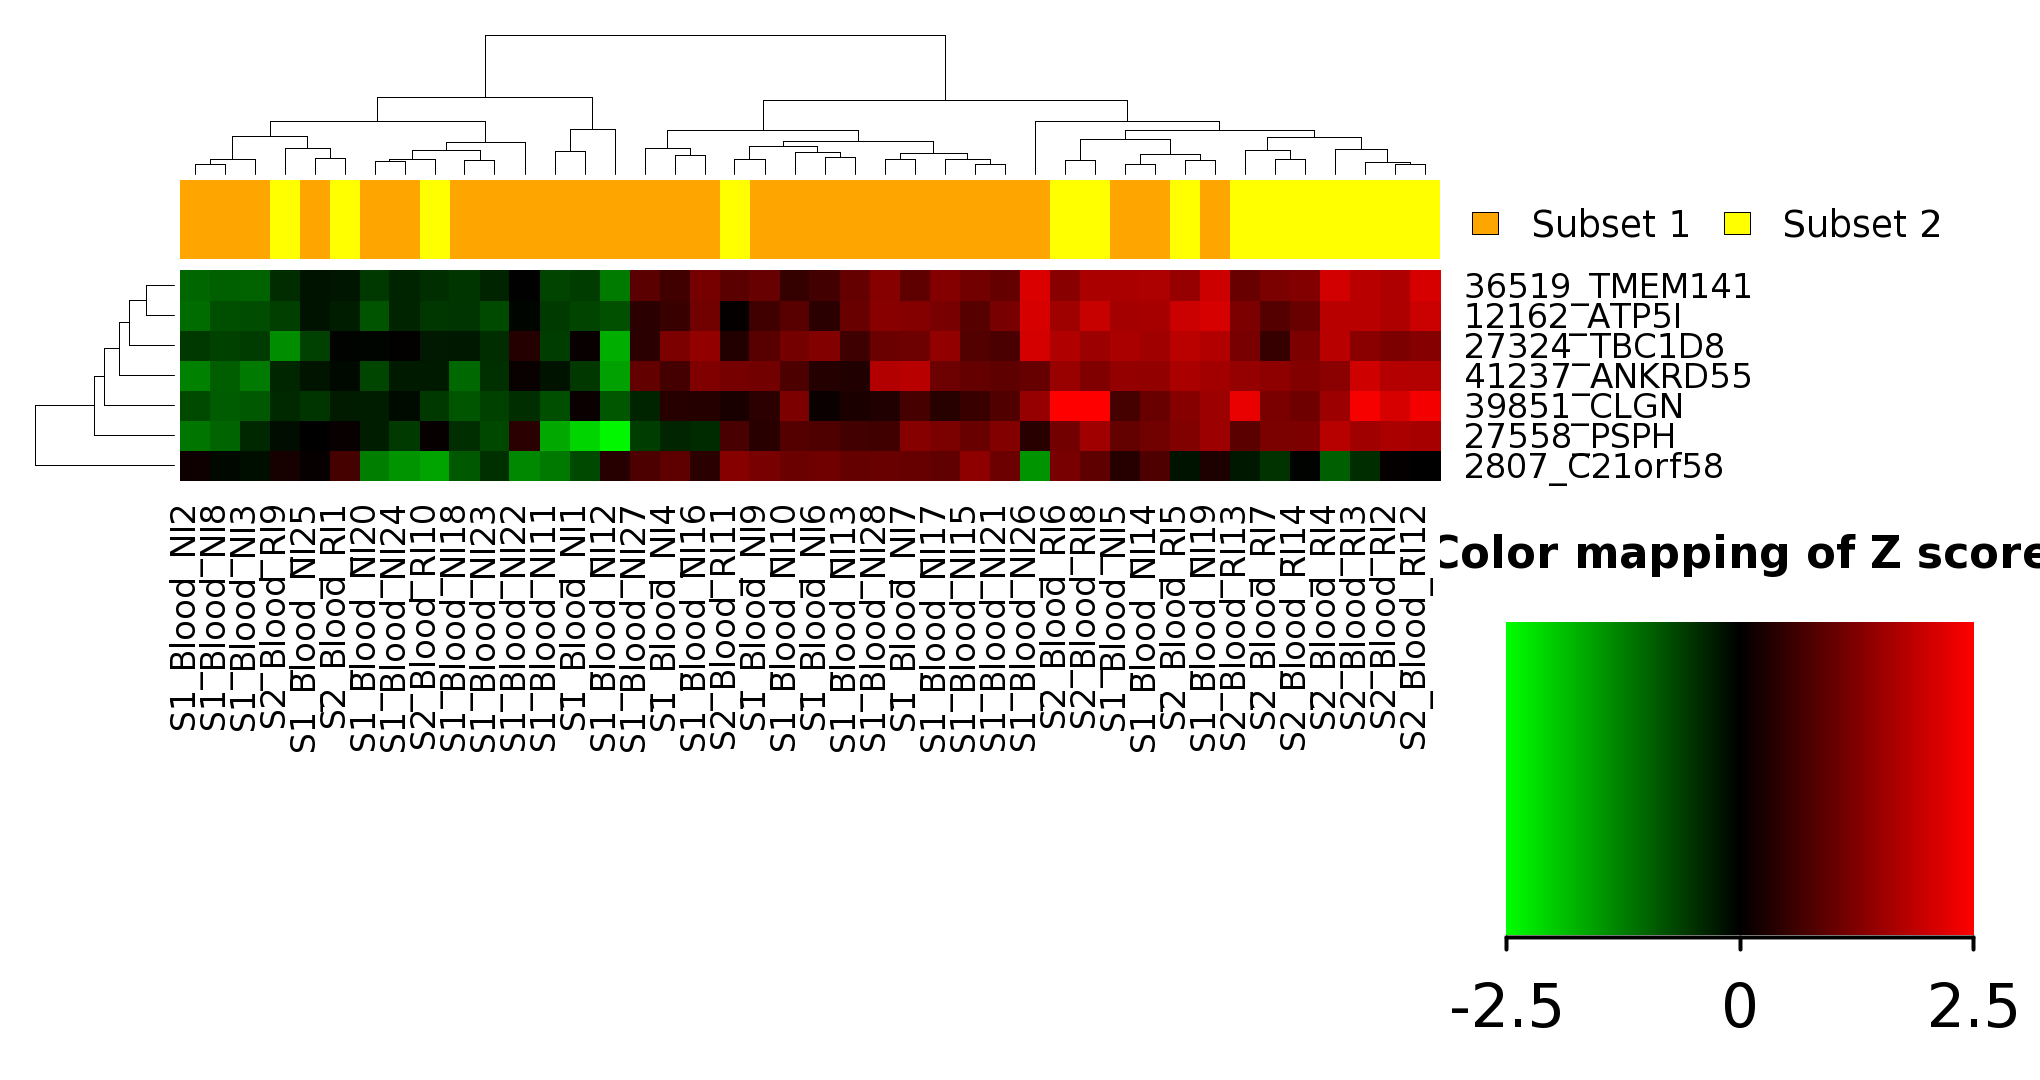 Subset 1
Subset 2
36519_TMEM141
12162_ATP5I
27324_TBC1D8
41237_ANKRD55
39851_CLGN
27558_PSPH
2807_C21orf58
S1_Blood_NI2
S1_Blood_NI8
S1_Blood_NI3
S2_Blood_RI9
S1_Blood_NI25
S2_Blood_RI1
S1_Blood_NI20
S1_Blood_NI24
S2_Blood_RI10
S1_Blood_NI18
S1_Blood_NI23
S1_Blood_NI22
S1_Blood_NI11
S1_Blood_NI1
S1_Blood_NI12
S1_Blood_NI27
S1_Blood_NI4
S1_Blood_NI16
S2_Blood_RI11
S1_Blood_NI9
S1_Blood_NI10
S1_Blood_NI6
S1_Blood_NI13
S1_Blood_NI28
S1_Blood_NI7
S1_Blood_NI17
S1_Blood_NI15
S1_Blood_NI21
S1_Blood_NI26
S2_Blood_RI6
S2_Blood_RI8
S1_Blood_NI5
S1_Blood_NI14
S2_Blood_RI5
S1_Blood_NI19
S2_Blood_RI13
S2_Blood_RI7
S2_Blood_RI14
S2_Blood_RI4
S2_Blood_RI3
S2_Blood_RI2
S2_Blood_RI12
Color mapping of Z score
-2.5 0 2.5